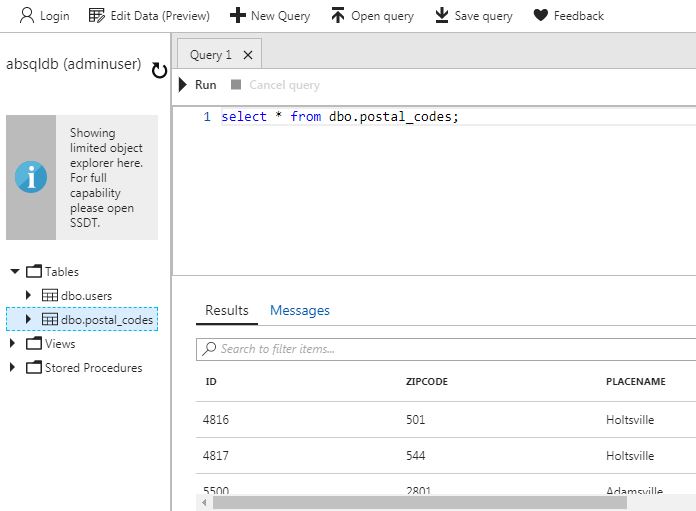 Login Edit Data (Preview) New Query Open query Save query Feedback
absqldb (adminuser)
Showing
limited object
explorer here.
For full
capability
please open
SSDT.
Tables
dbo.users
dbo.postal_codes
Views
Stored Procedures
Query 1
Run Cancel query
1 select * from dbo.postal_codes;
Results Messages
Search to filter items...
ID ZIPCODE PLACENAME
4816 501 Holtsville
4817 544 Holtsville
5500 2801 Adamsville